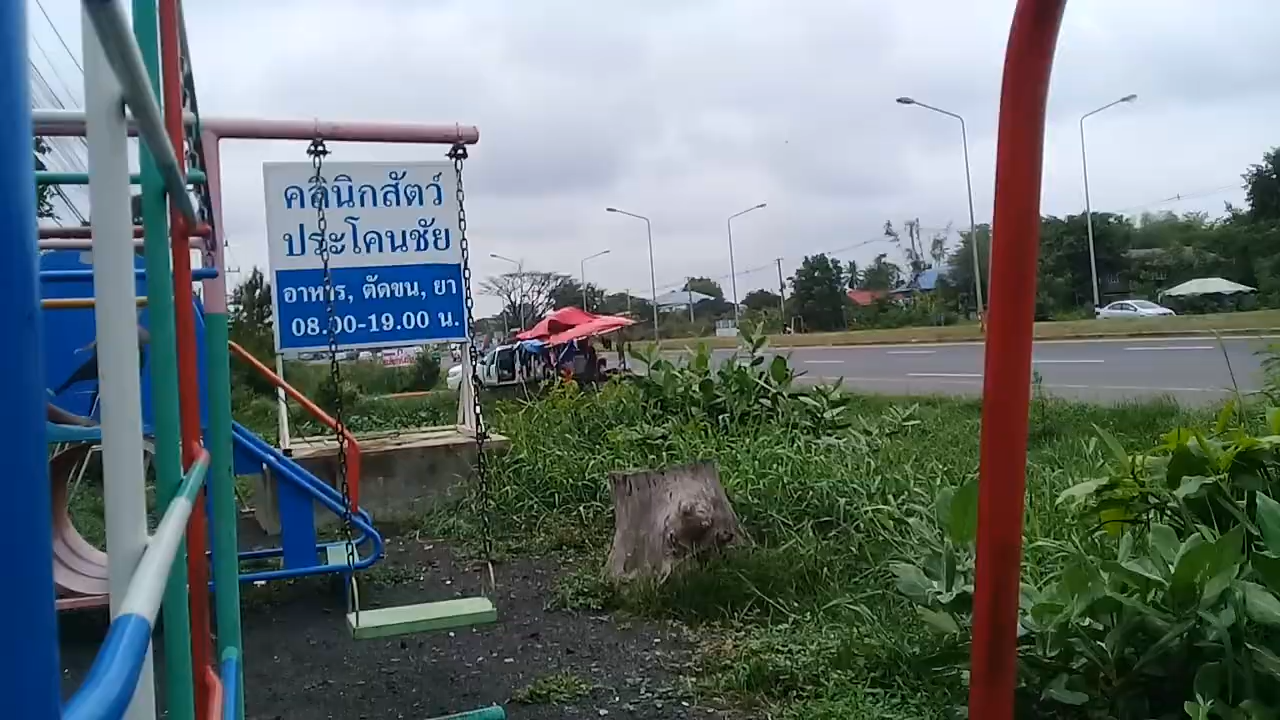 คลินิกสัตว์
ประโคนชัย
อาหาร, ตัดขน, ยา
08.00-19.00 น.